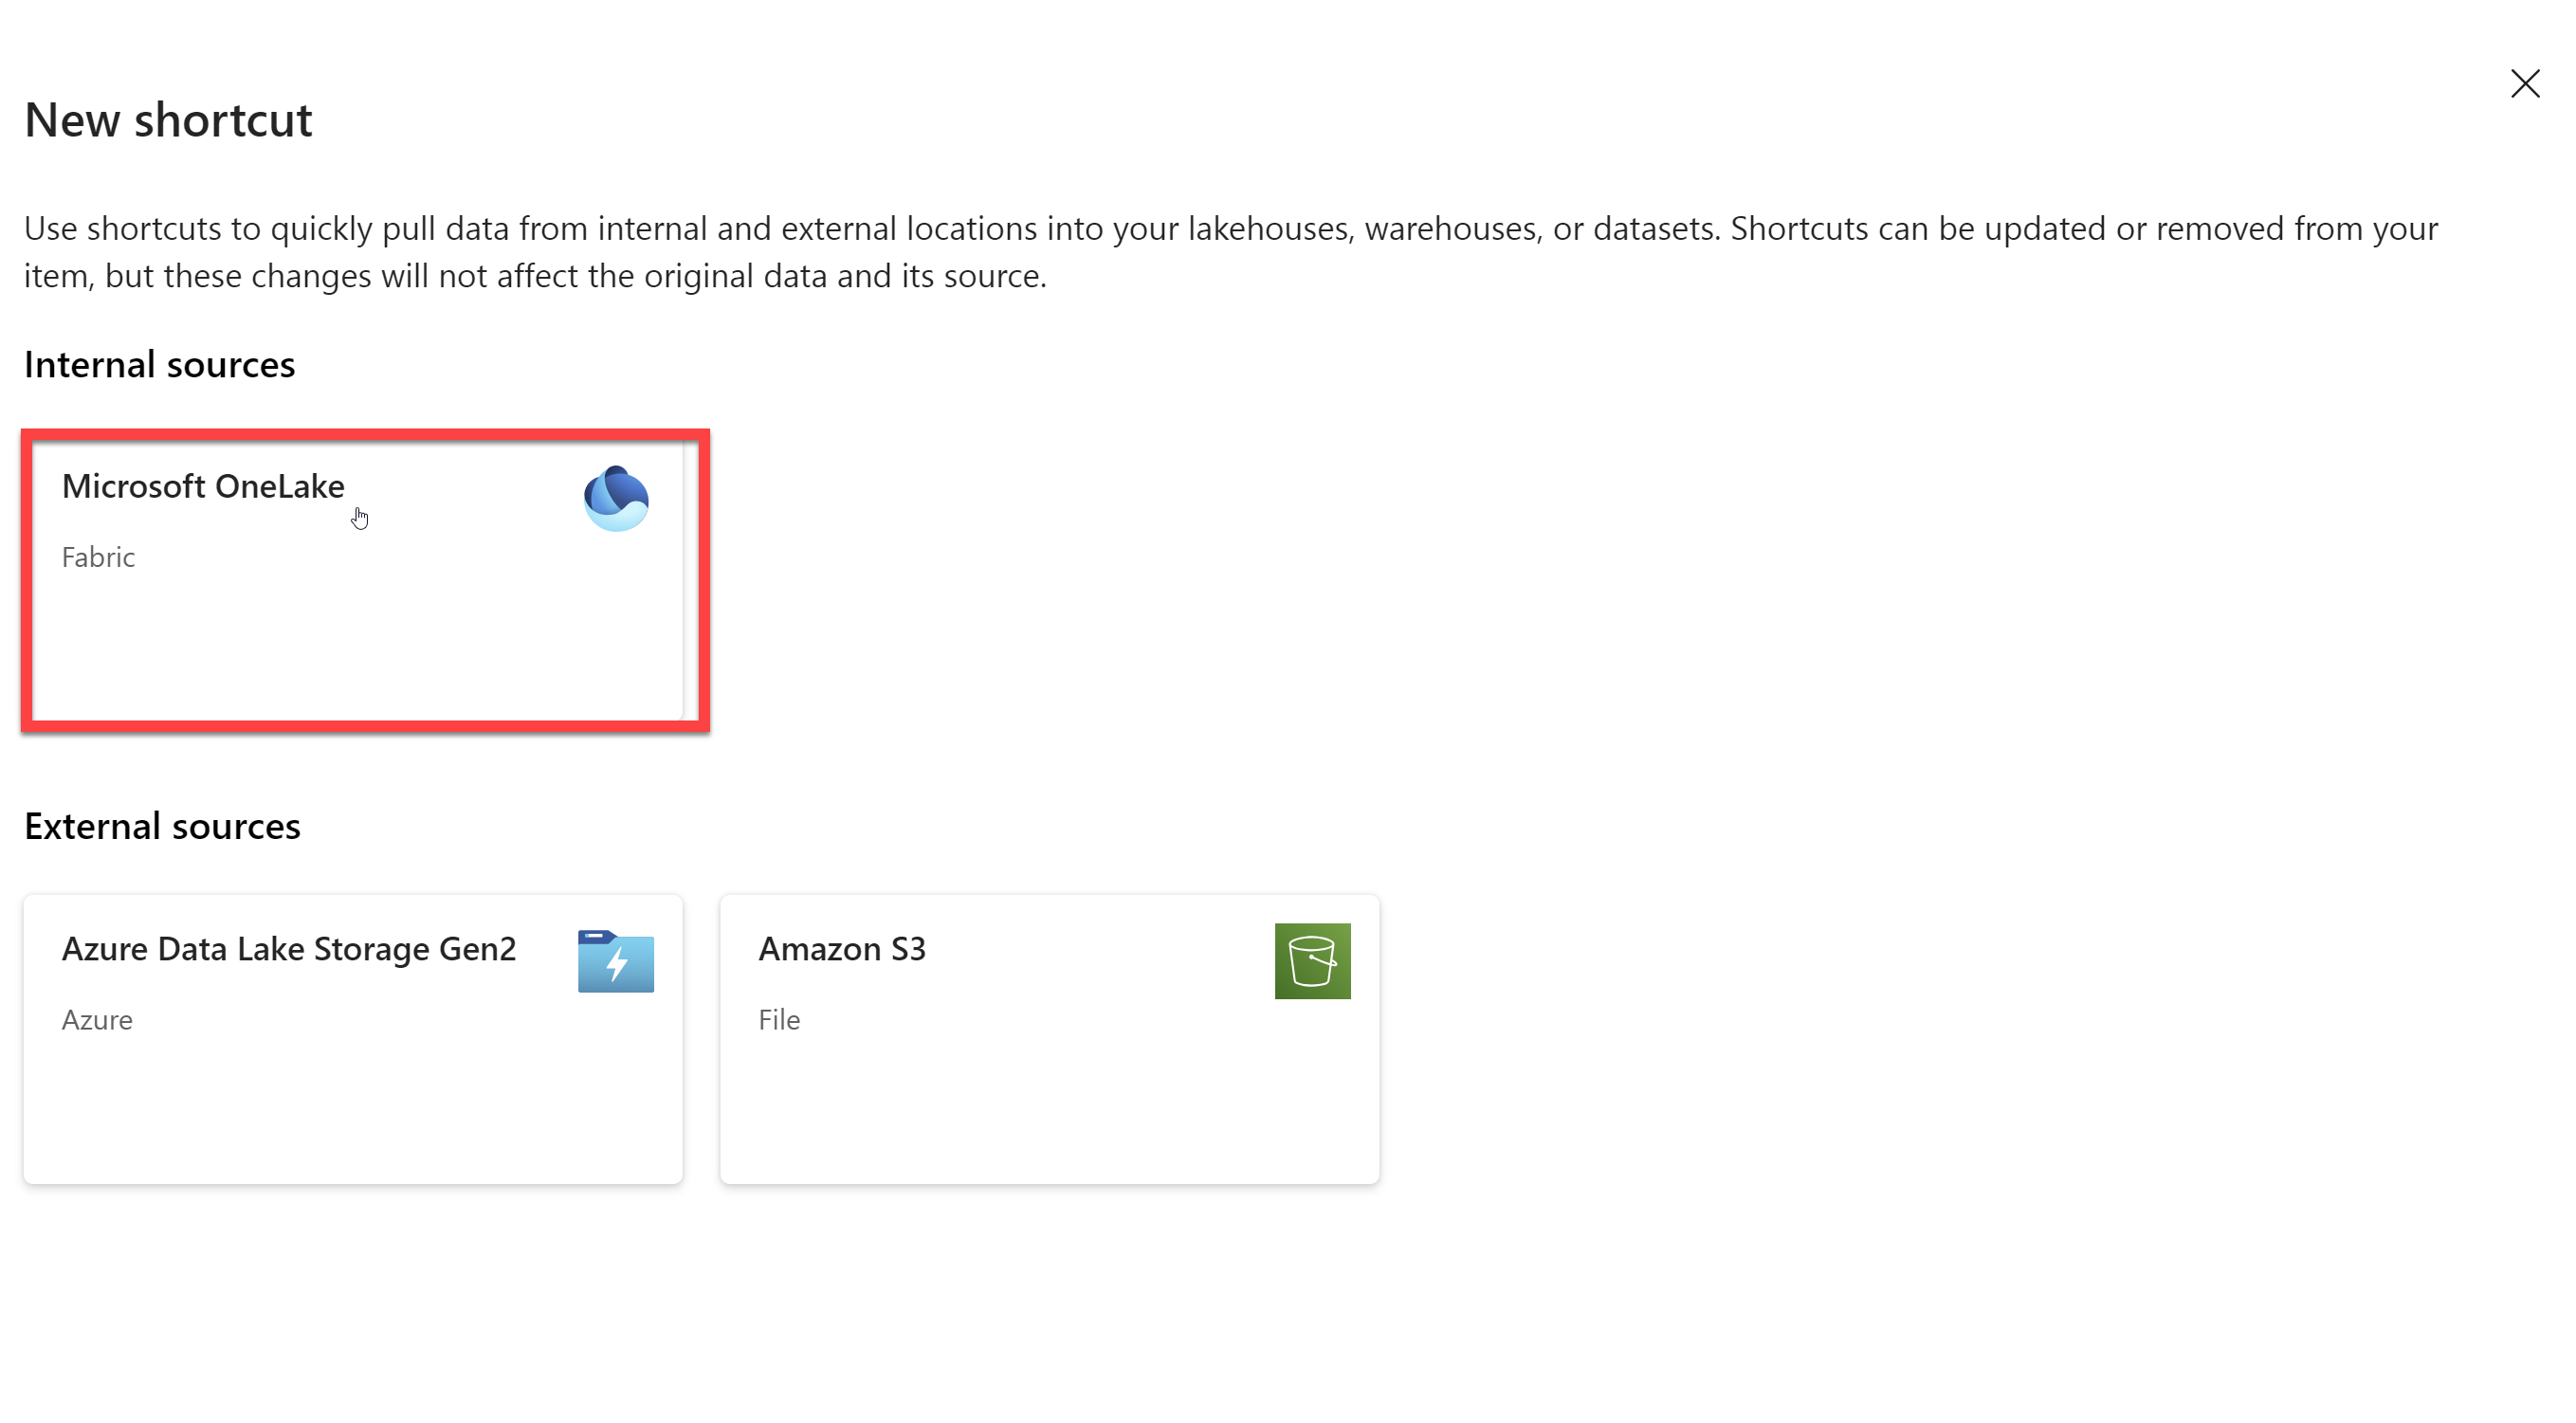 New shortcut
Use shortcuts to quickly pull data from internal and external locations into your lakehouses, warehouses, or datasets. Shortcuts can be updated or removed from your
item, but these changes will not affect the original data and its source.
Internal sources
Microsoft OneLake
Fabric
External sources
Azure Data Lake Storage Gen2
Azure
Amazon S3
File